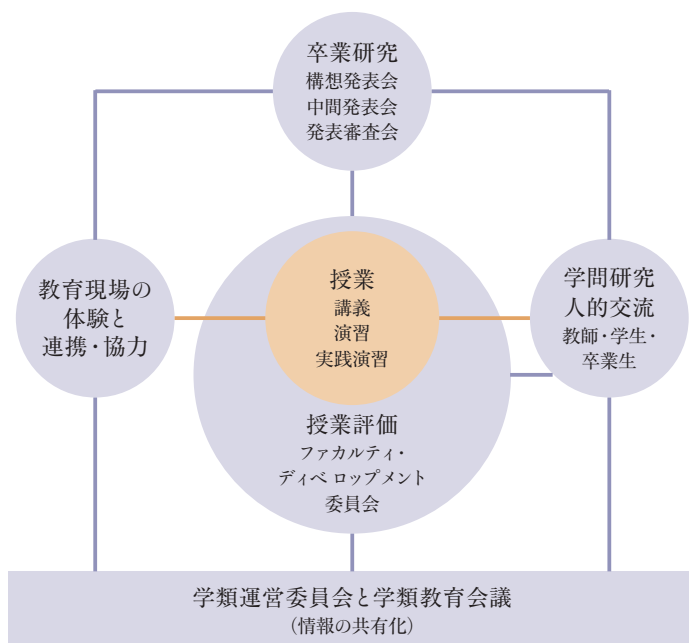 卒業研究
構想発表会
中間発表会
発表審査会
教育現場の
体験と
連携・協力
授業
講義
演習
実践演習
学問研究
人的交流
教師・学生・
卒業生
授業評価
ファカルティ・
ディベロップメント
委員会
学類運営委員会と学類教育会議
(情報の共有化)